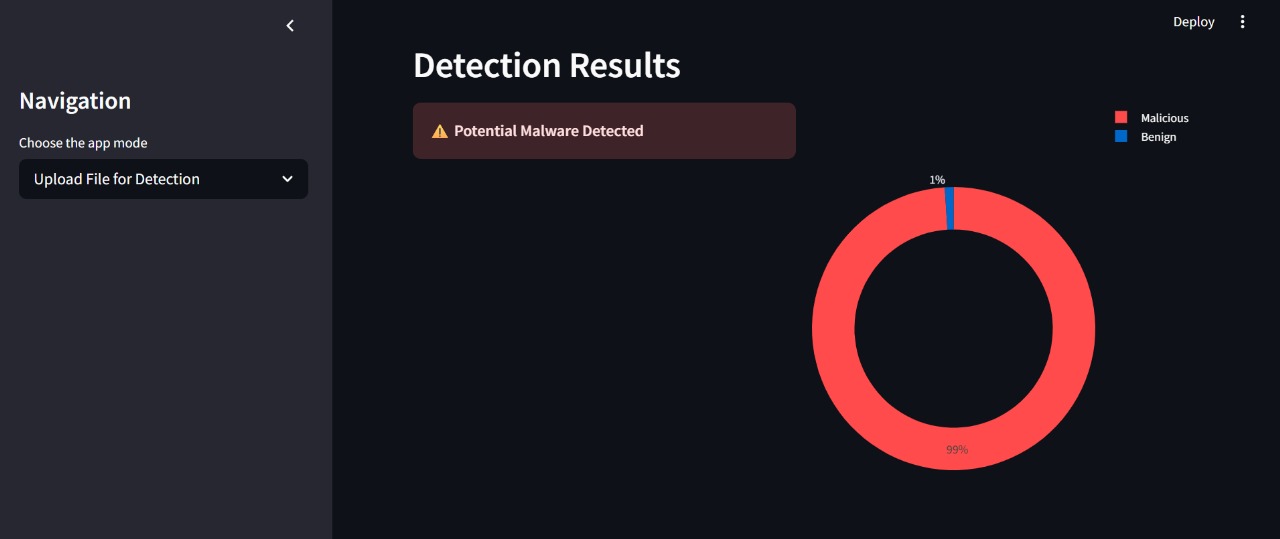 Deploy
Navigation
Choose the app mode
Upload File for Detection
Detection Results
⚠️ Potential Malware Detected
Malicious
Benign
1%
99%